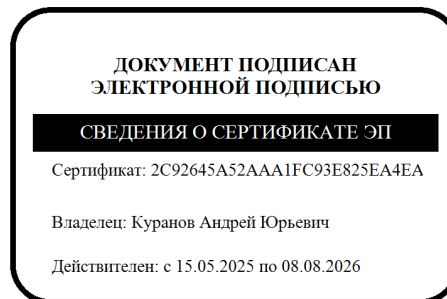 ДОКУМЕНТ ПОДПИСАН
ЭЛЕКТРОННОЙ ПОДПИСЬЮ
СВЕДЕНИЯ О СЕРТИФИКАТЕ ЭП
Сертификат: 2C92645A52AAA1FC93E825EA4EA
Владелец: Куранов Андрей Юрьевич
Действителен: с 15.05.2025 по 08.08.2026